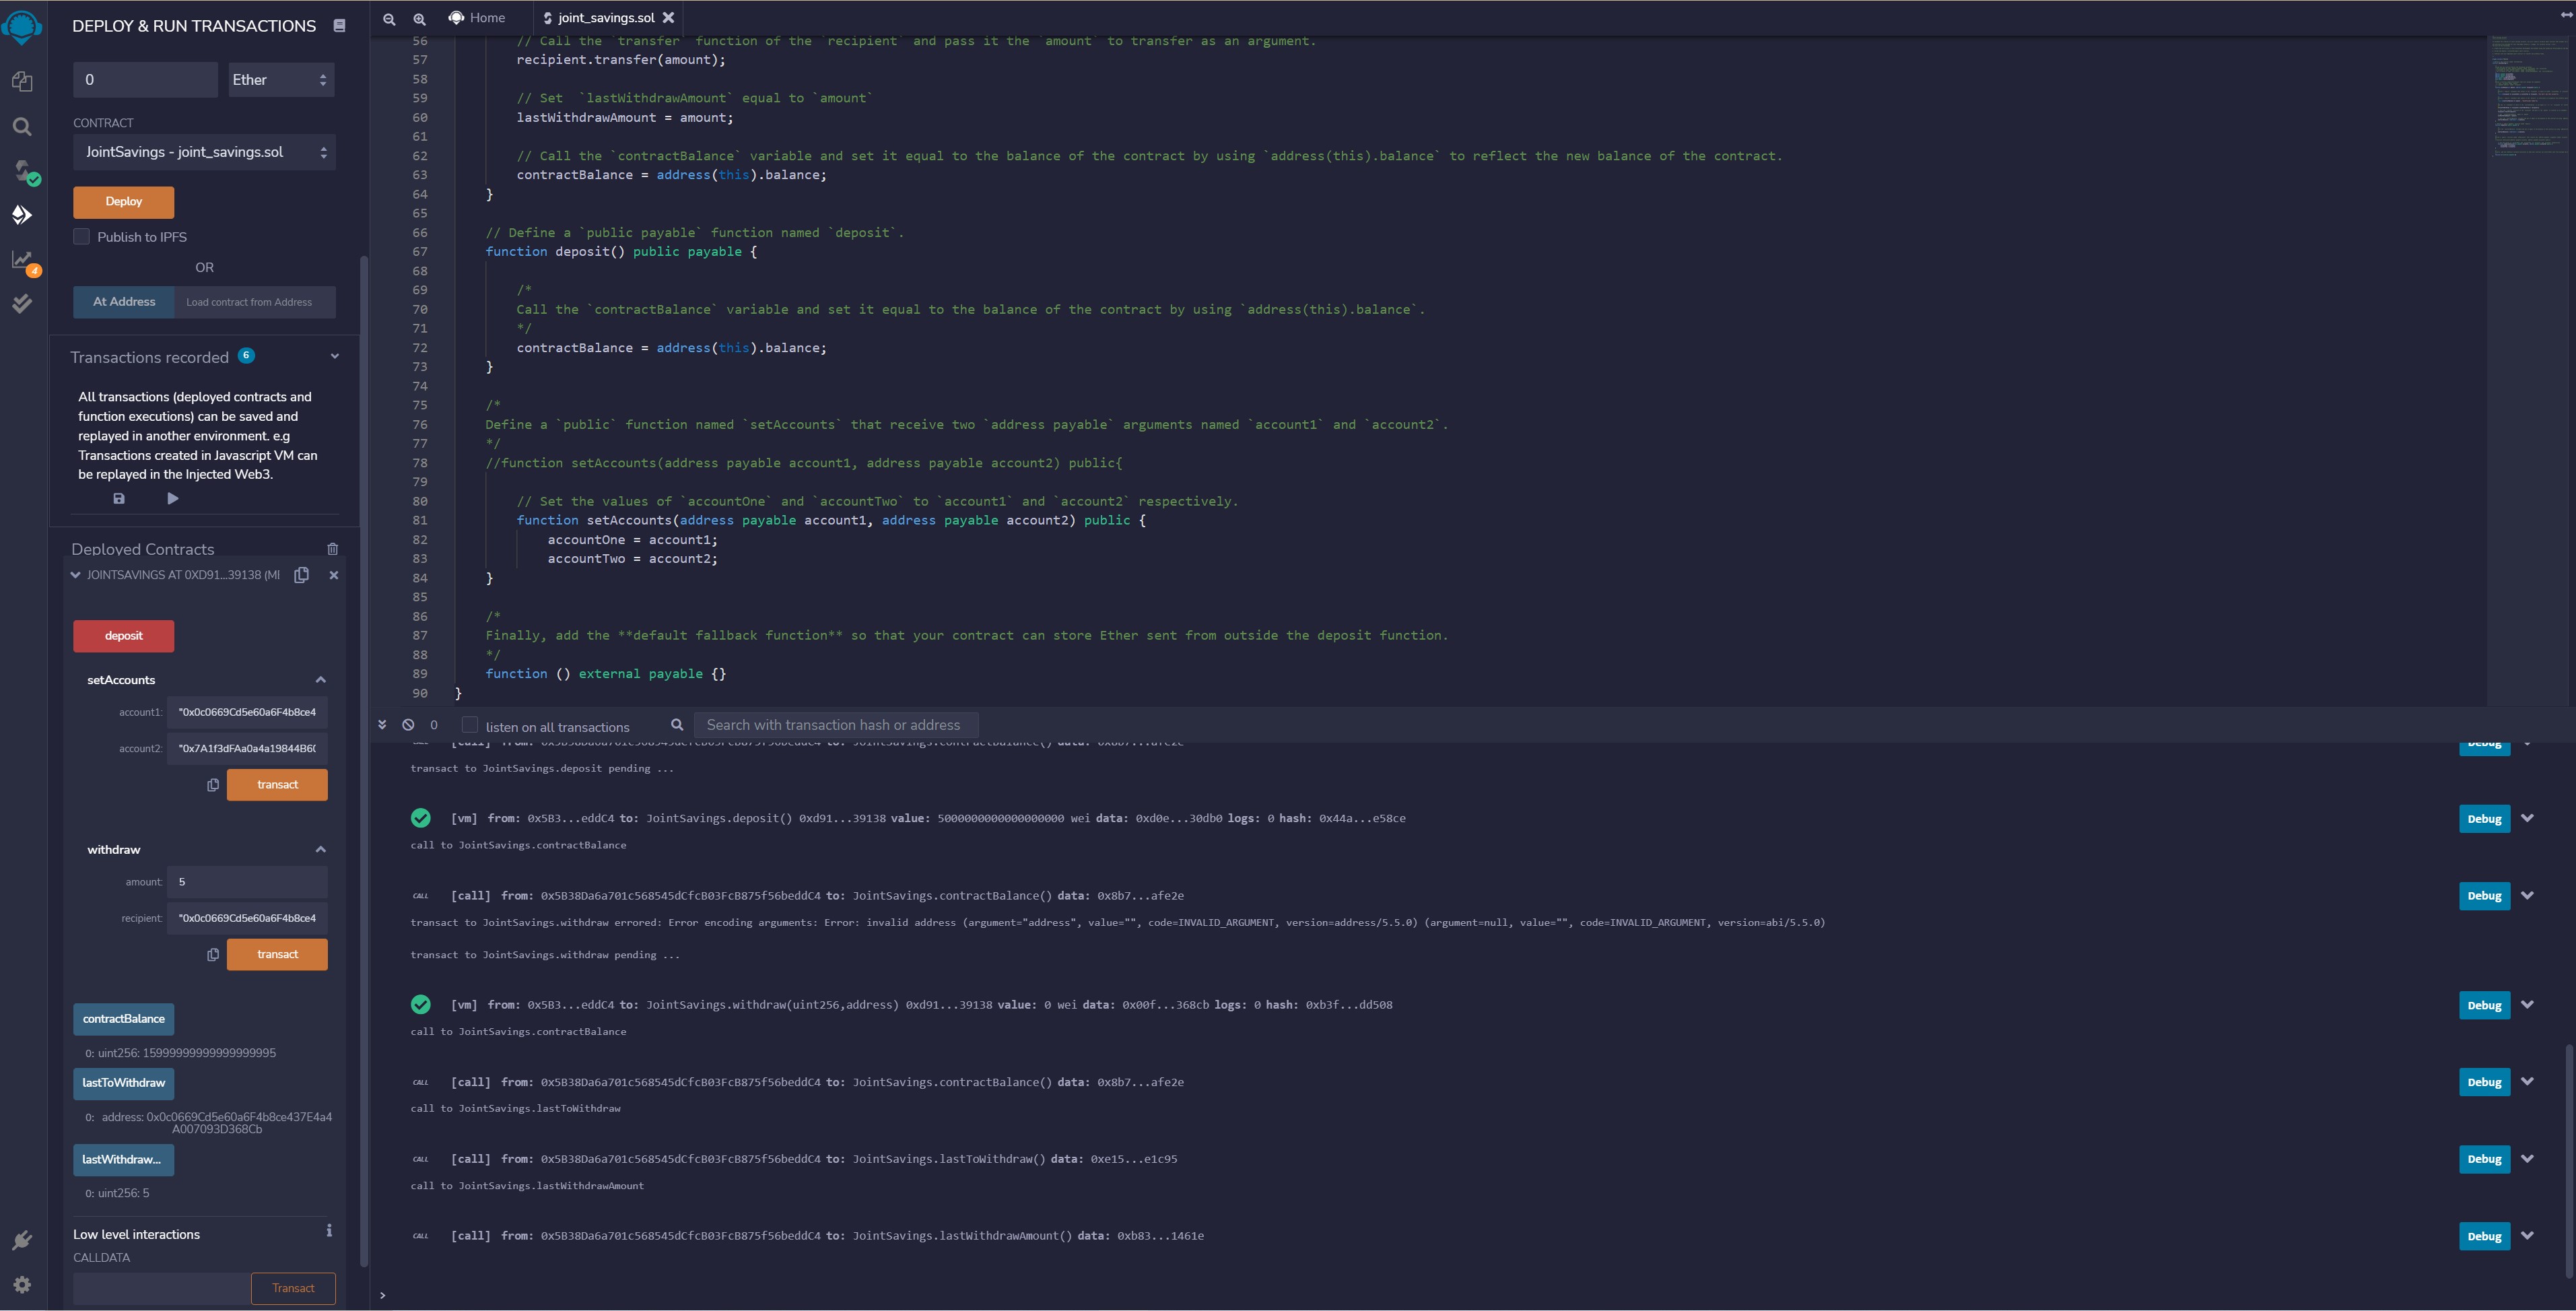 DEPLOY & RUN TRANSACTIONS
0
Ether
CONTRACT
JointSavings - joint_savings.sol
Deploy
Publish to IPFS
OR
At Address
Load contract from Address
Transactions recorded 6
All transactions (deployed contracts and
function executions) can be saved and
replayed in another environment. e.g
Transactions created in Javascript VM can
be replayed in the Injected Web3.
Deployed Contracts
JOINTSAVINGS AT 0XD91...39138 (ME
deposit
setAccounts
account1: "0x0c0669Cd5e60a6F4b8ce4
account2: "0x7A1f3dFAa0a4a19844B60
transact
withdraw
amount: 5
recipient: "0x0c0669Cd5e60a6F4b8ce4
transact
contractBalance
0: uint256: 15999999999999999995
lastToWithdraw
0: address: 0x0c0669Cd5e60a6F4b8ce437E4a4
A007093D368Cb
lastWithdraw...
0: uint256: 5
Low level interactions
CALLDATA
Transact
4
Home
joint_savings.sol
56 // Call the `transfer` function of the `recipient` and pass it the `amount` to transfer as an argument.
57 recipient.transfer(amount);
58
59 // Set  `lastWithdrawAmount` equal to `amount`
60 lastWithdrawAmount = amount;
61
62 // Call the `contractBalance` variable and set it equal to the balance of the contract by using `address(this).balance` to reflect the new balance of the contract.
63 contractBalance = address(this).balance;
64 }
65
66 // Define a `public payable` function named `deposit`.
67 function deposit() public payable {
68
69 /*
70 Call the `contractBalance` variable and set it equal to the balance of the contract by using `address(this).balance`.
71 */
72 contractBalance = address(this).balance;
73 }
74
75 /*
76 Define a `public` function named `setAccounts` that receive two `address payable` arguments named `account1` and `account2`.
77 */
78 //function setAccounts(address payable account1, address payable account2) public{
79
80 // Set the values of `accountOne` and `accountTwo` to `account1` and `account2` respectively.
81 function setAccounts(address payable account1, address payable account2) public {
82 accountOne = account1;
83 accountTwo = account2;
84 }
85
86 /*
87 Finally, add the **default fallback function** so that your contract can store Ether sent from outside the deposit function.
88 */
89 function () external payable {}
90 }
0
listen on all transactions
Search with transaction hash or address
CALL [call] from: 0x5B38Da6a701c568545dCfcB03FcB875f56beddC4 to: JointSavings.contractBalance() data: 0x8b7...afe2e
Debug
transact to JointSavings.deposit pending ...
[vm] from: 0x5B3...eddC4 to: JointSavings.deposit() 0xd91...39138 value: 5000000000000000000 wei data: 0xd0e...30db0 logs: 0 hash: 0x44a...e58ce
Debug
call to JointSavings.contractBalance
CALL [call] from: 0x5B38Da6a701c568545dCfcB03FcB875f56beddC4 to: JointSavings.contractBalance() data: 0x8b7...afe2e
Debug
transact to JointSavings.withdraw errored: Error encoding arguments: Error: invalid address (argument="address", value="", code=INVALID_ARGUMENT, version=address/5.5.0) (argument=null, value="", code=INVALID_ARGUMENT, version=abi/5.5.0)
transact to JointSavings.withdraw pending ...
[vm] from: 0x5B3...eddC4 to: JointSavings.withdraw(uint256,address) 0xd91...39138 value: 0 wei data: 0x00f...368cb logs: 0 hash: 0xb3f...dd508
Debug
call to JointSavings.contractBalance
CALL [call] from: 0x5B38Da6a701c568545dCfcB03FcB875f56beddC4 to: JointSavings.contractBalance() data: 0x8b7...afe2e
Debug
call to JointSavings.lastToWithdraw
CALL [call] from: 0x5B38Da6a701c568545dCfcB03FcB875f56beddC4 to: JointSavings.lastToWithdraw() data: 0xe15...e1c95
Debug
call to JointSavings.lastWithdrawAmount
CALL [call] from: 0x5B38Da6a701c568545dCfcB03FcB875f56beddC4 to: JointSavings.lastWithdrawAmount() data: 0xb83...1461e
Debug
>